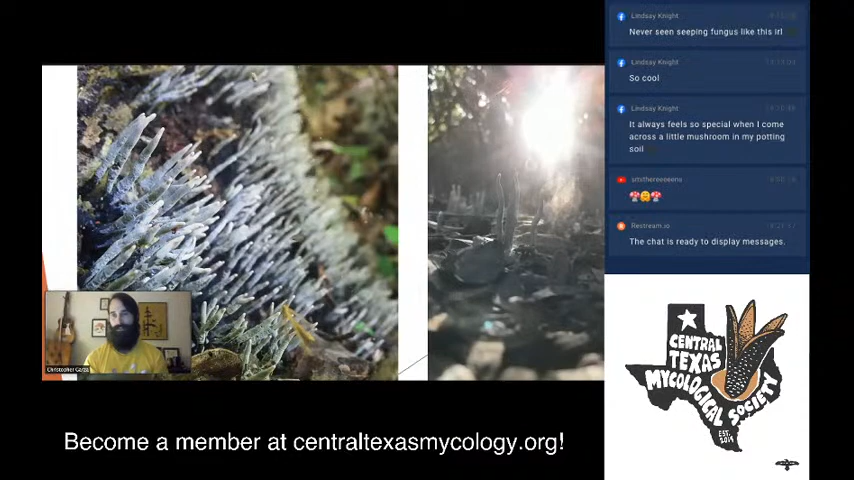 Lindsay Knight
Never seen seeping fungus like this irl
Lindsay Knight
So cool
Lindsay Knight
It always feels so special when I come
across a little mushroom in my potting
soil
Restream.io
The chat is ready to display messages.
CENTRAL
TEXAS
MYCOLOGICAL
SOCIETY
EST.
2019
Become a member at centraltexasmycology.org!